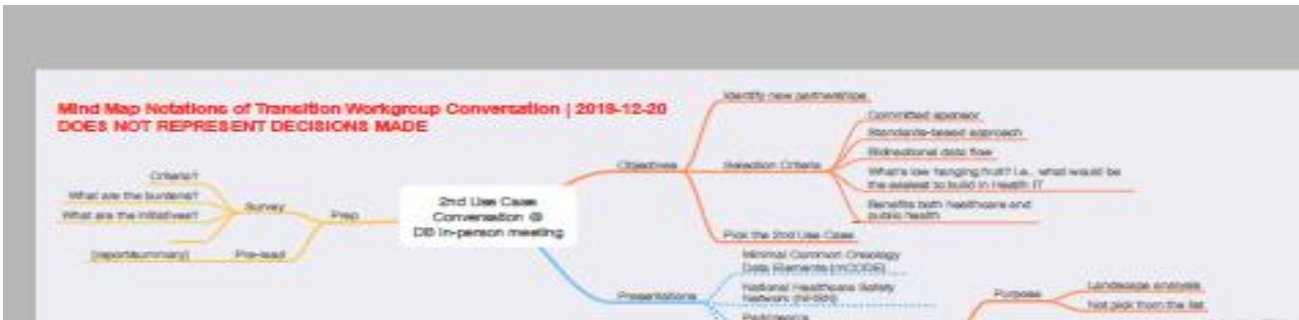 Mind Map Notations of Transition Workgroup Conversation | 2019-12-20
DOES NOT REPRESENT DECISIONS MADE
Criteria?
What are the burdens?
What are the initiatives?
Survey
Prep
[report/summary]
Pre-read
2nd Use Case
Conversation @
DB in-person meeting
Objectives
Identify new partnerships
Selection Criteria
Committed sponsor
Standards-based approach
Bidirectional data flow
What's low hanging fruit? i.e., what would be
the easiest to build in Health IT
Benefits both healthcare and
public health
Pick the 2nd Use Case
Presentations
Minimal Common Oncology
Data Elements (mCODE)
National Healthcare Safety
Network (NHSN)
Purpose
Landscape analysis
Not pick from the list